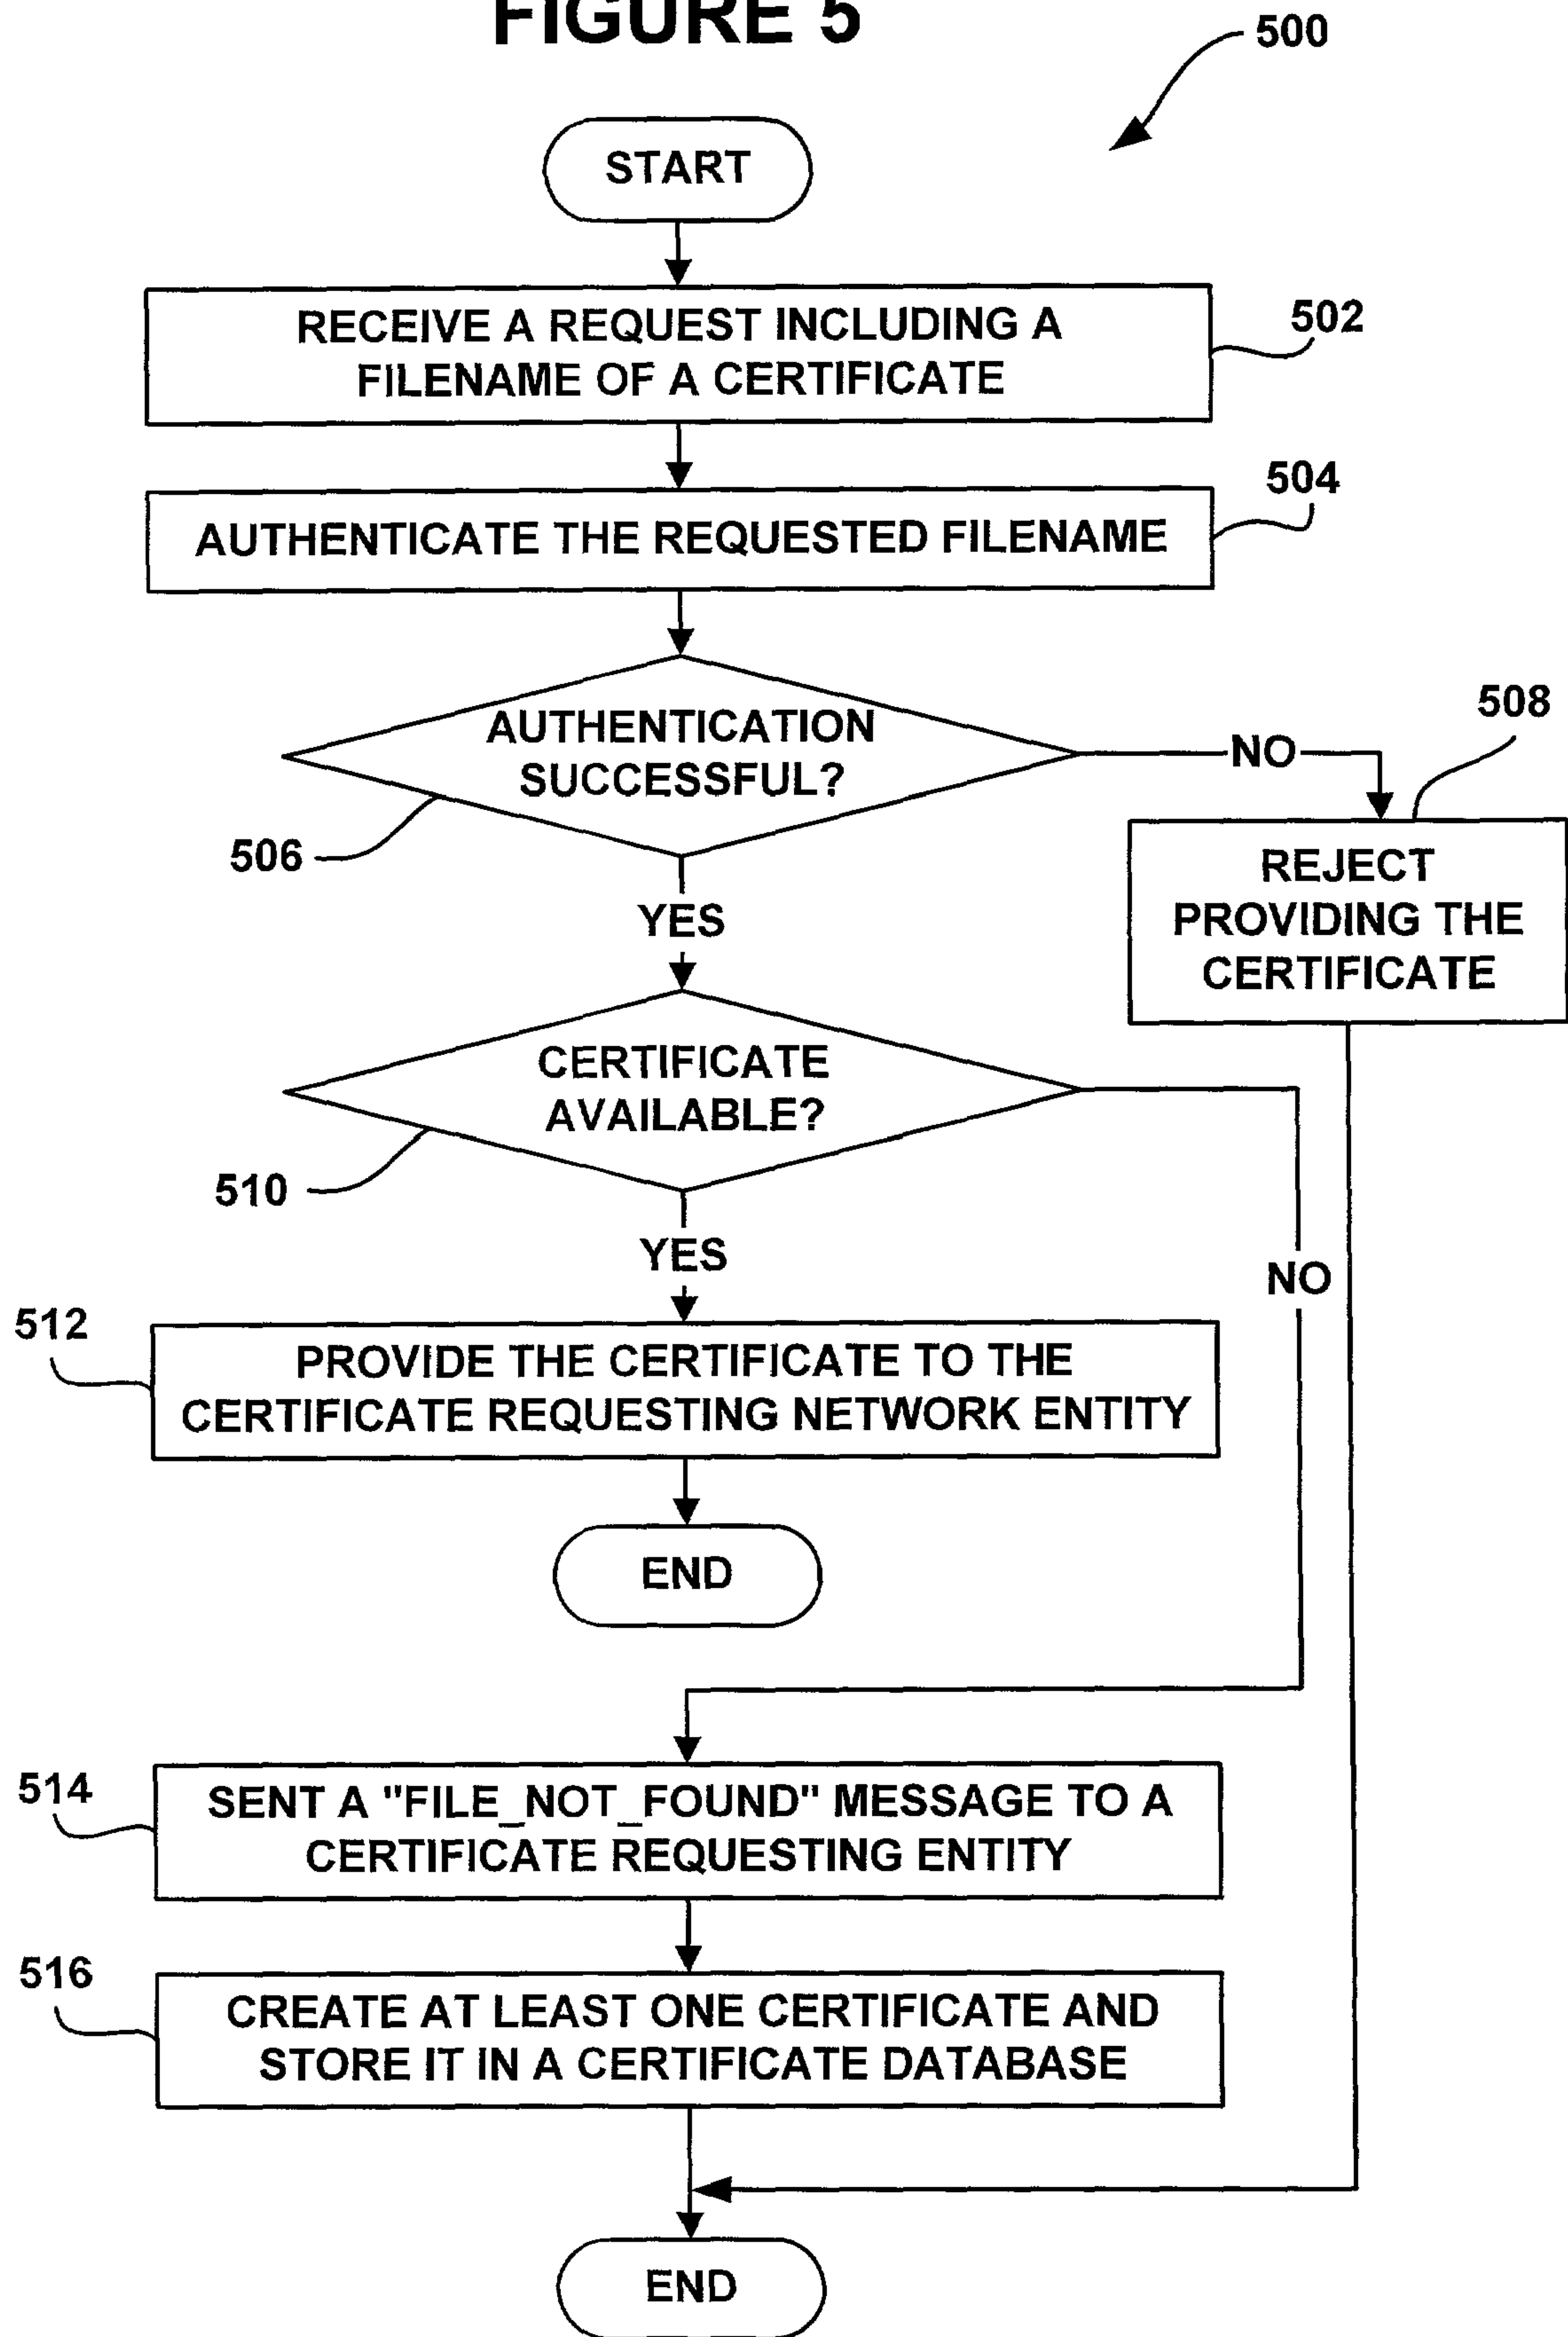 FIGURE 5
500
START
RECEIVE A REQUEST INCLUDING A
FILENAME OF A CERTIFICATE
502
AUTHENTICATE THE REQUESTED FILENAME
504
AUTHENTICATION
SUCCESSFUL?
506
NO
508
REJECT
PROVIDING THE
CERTIFICATE
YES
CERTIFICATE
AVAILABLE?
510
YES
NO
512
PROVIDE THE CERTIFICATE TO THE
CERTIFICATE REQUESTING NETWORK ENTITY
END
514
SENT A "FILE_NOT_FOUND" MESSAGE TO A
CERTIFICATE REQUESTING ENTITY
516
CREATE AT LEAST ONE CERTIFICATE AND
STORE IT IN A CERTIFICATE DATABASE
END